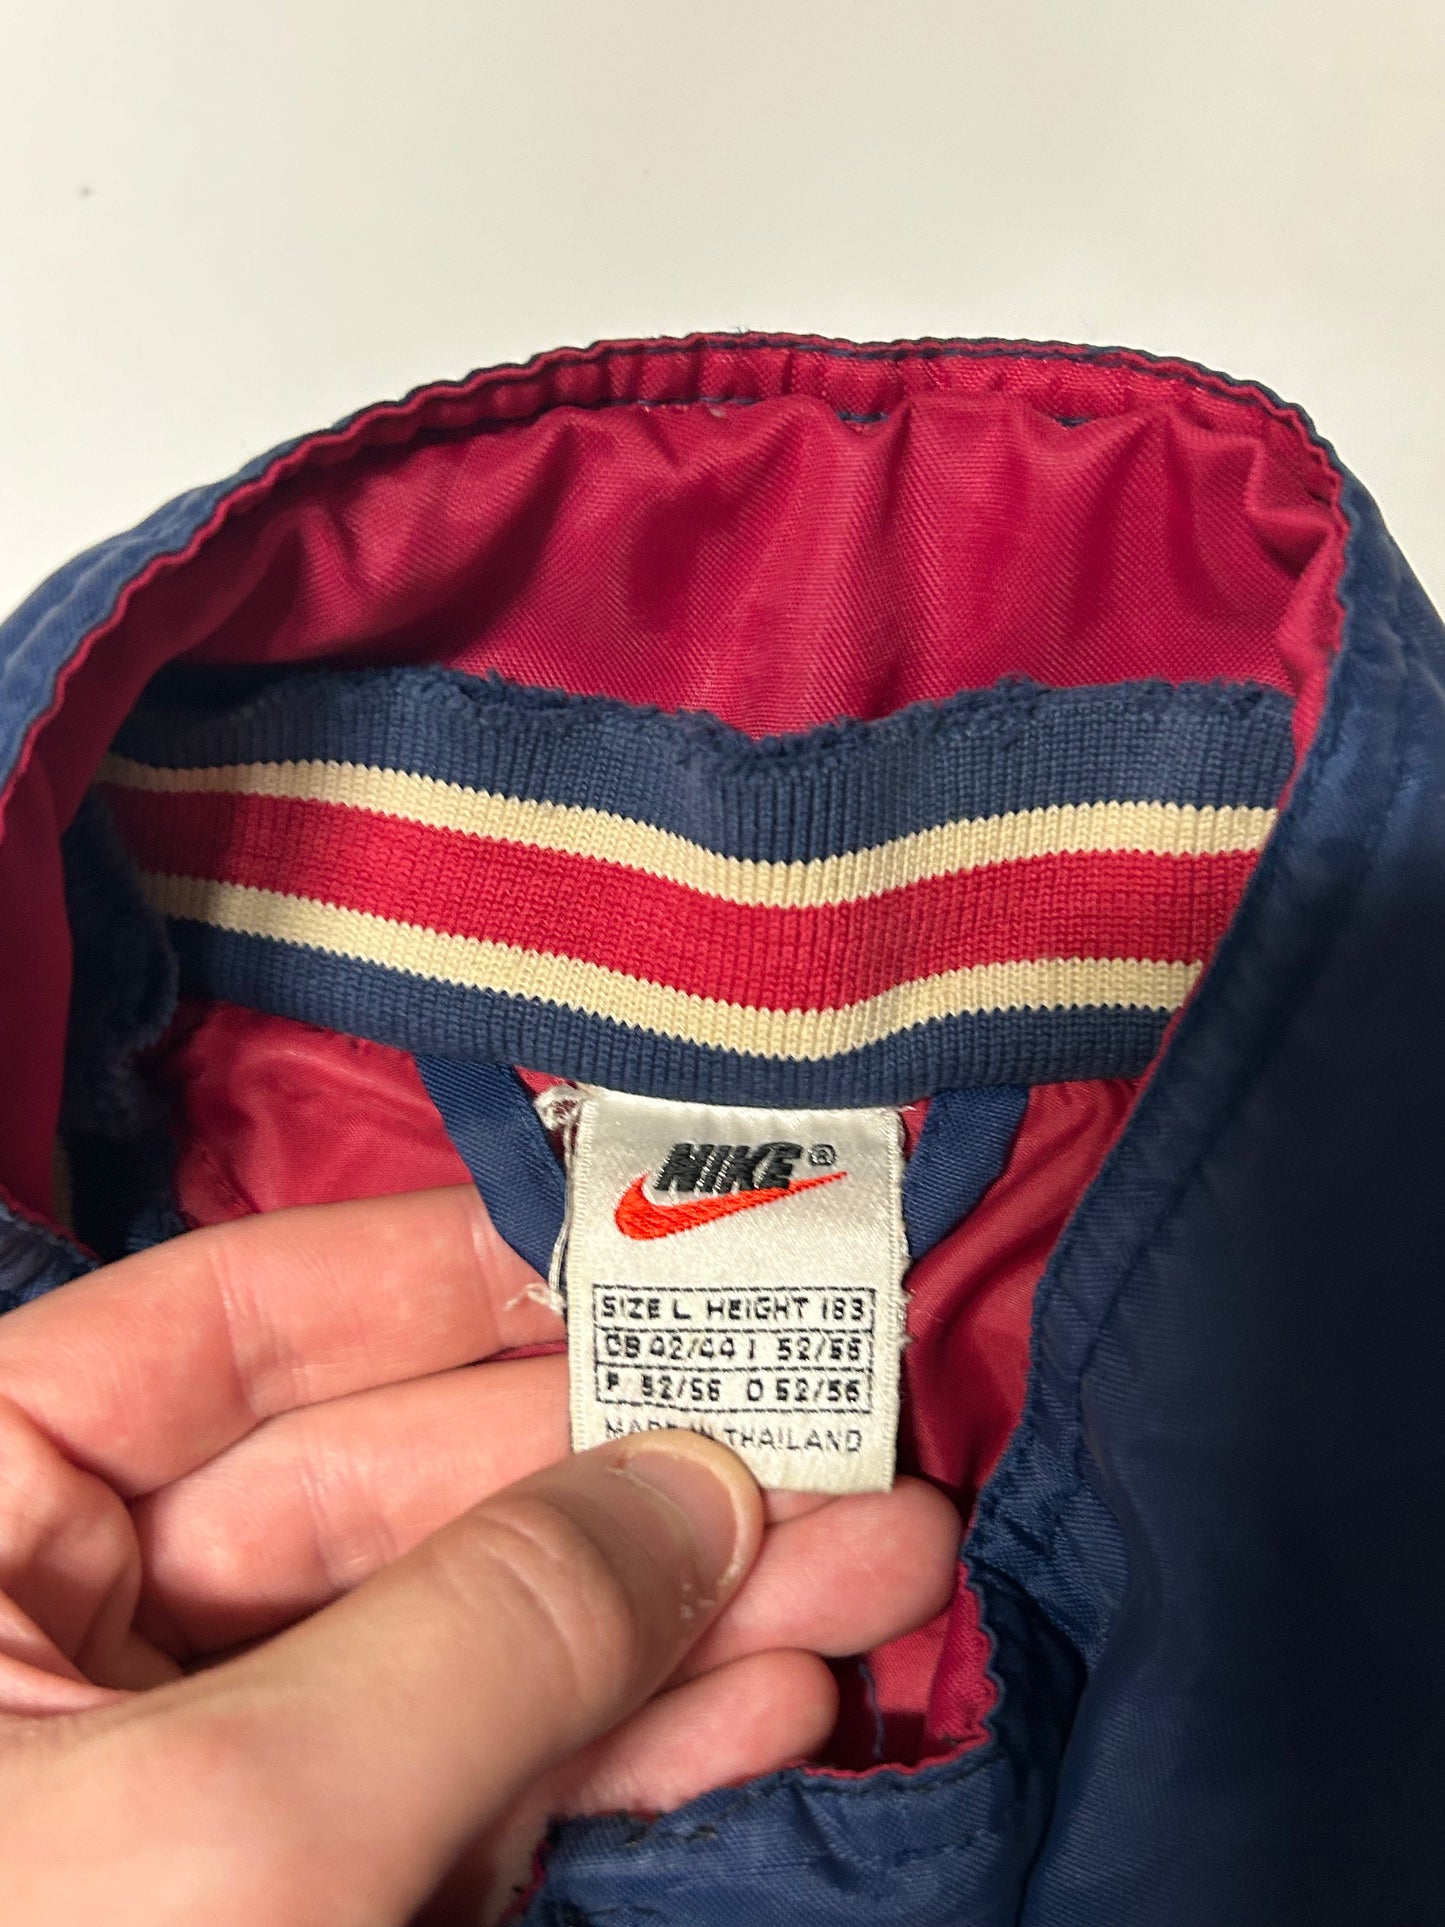 NIKE®
SIZE L HEIGHT 183
GB 42/44 I 52/56
F 52/56 D 52/56
MADE IN THAILAND